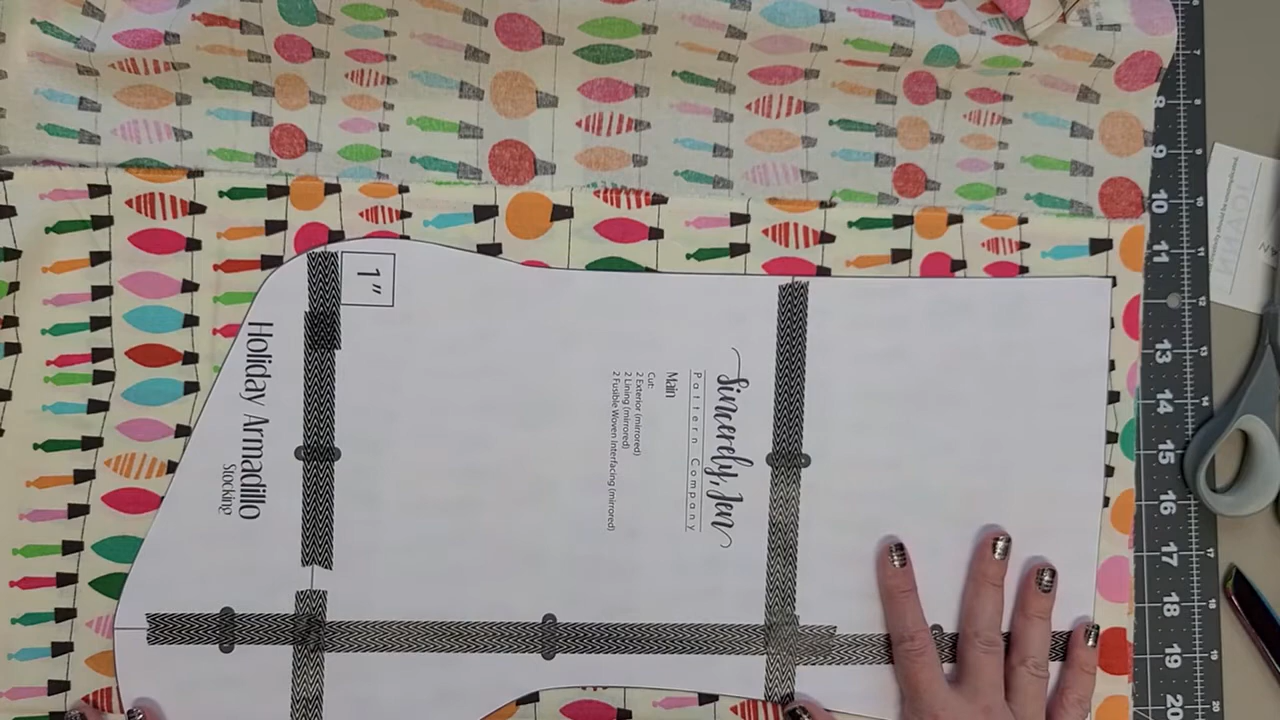 1"
Holiday Armadillo
Stocking
Sincerely, Jen
Pattern Company
Main
Cut:
2 Exterior (mirrored)
2 Lining (mirrored)
2 Fusible Woven Interfacing (mirrored)
8
9
10
11
12
13
14
15
16
17
18
19
20
JOANN